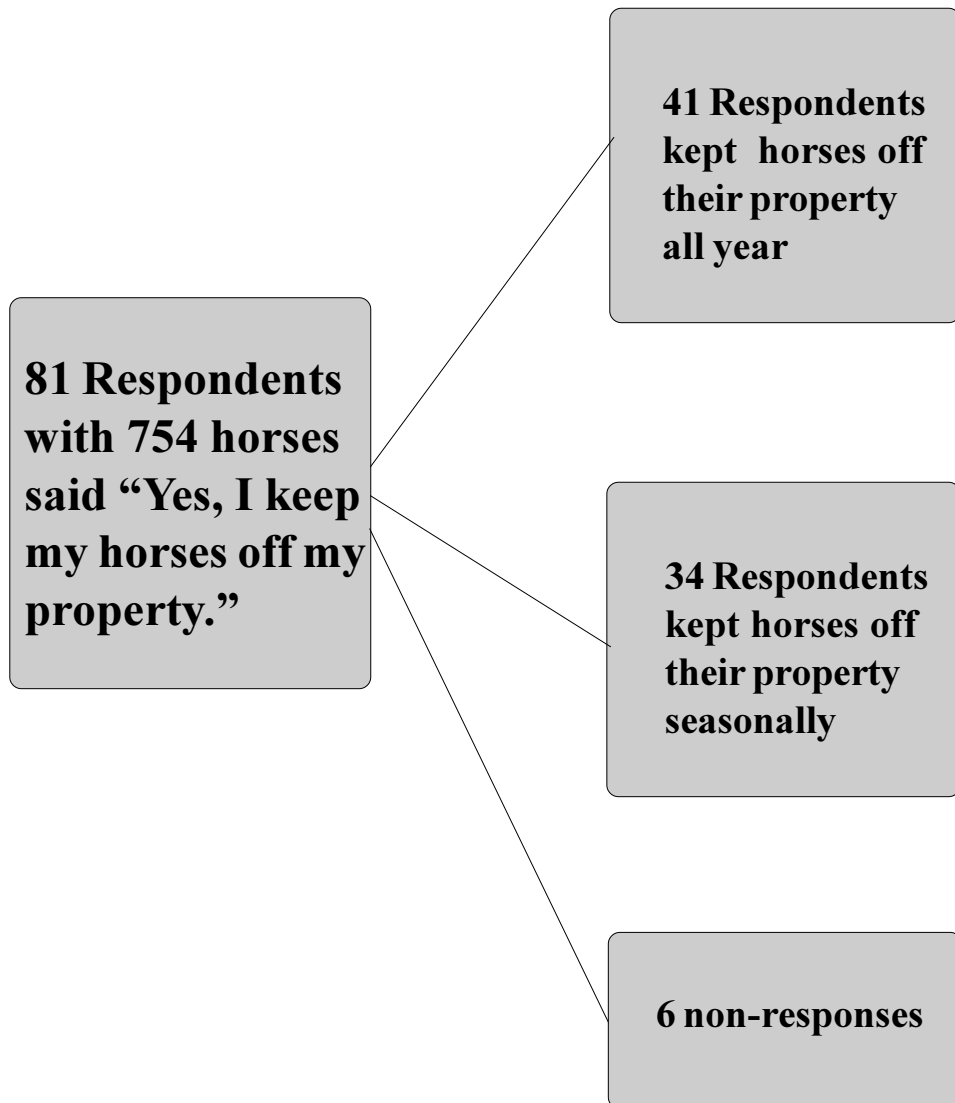 41 Respondents
kept horses off
their property
all year
81 Respondents
with 754 horses
said “Yes, I keep
my horses off my
property.”
34 Respondents
kept horses off
their property
seasonally
6 non-responses